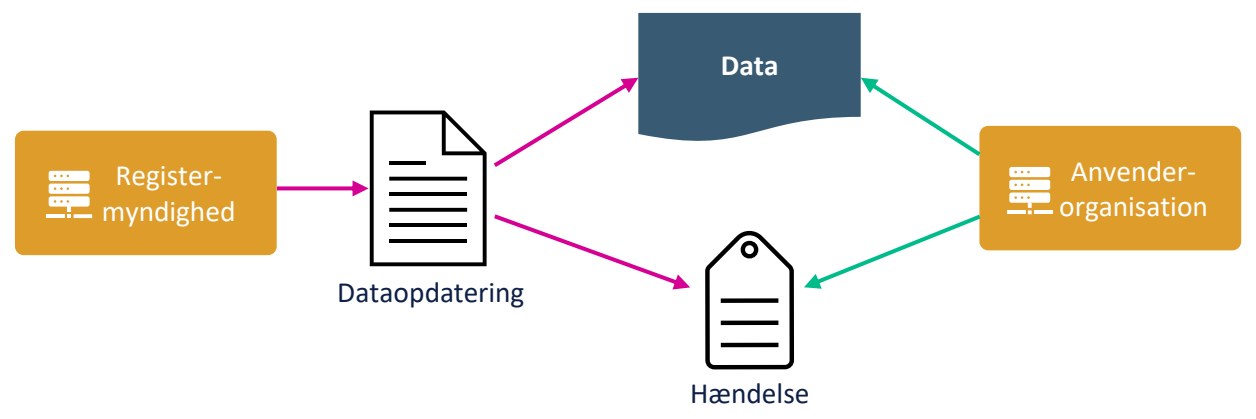 Data
Register-
myndighed
Anvender-
organisation
Dataopdatering
Hændelse